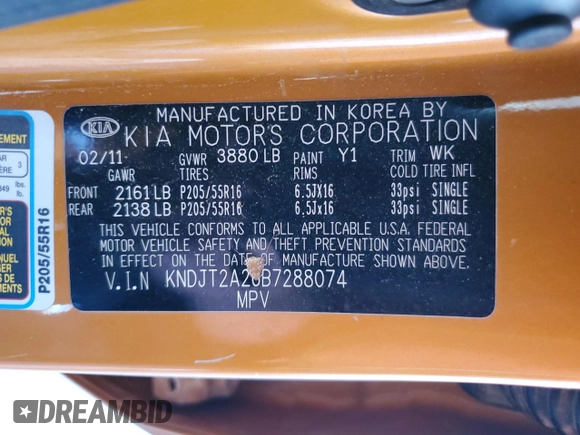 MANUFACTURED IN KOREA BY
KIA KIA MOTORS CORPORATION
02/11 GVWR 3880 LB PAINT Y1 TRIM WK
GAWR TIRES RIMS COLD TIRE INFL
FRONT 2161 LB P205/55R16 6.5JX16 33psi SINGLE
REAR 2138 LB P205/55R16 6.5Jx16 33psi SINGLE
THIS VEHICLE CONFORMS TO ALL APPLICABLE U.S.A. FEDERAL
MOTOR VEHICLE SAFETY AND THEFT PREVENTION STANDARDS
IN EFFECT ON THE DATE OF MANUFACTURE SHOWN ABOVE.
V.I.N KNDJT2A26B7288074
MPV
P205/55R16
DREAMBID